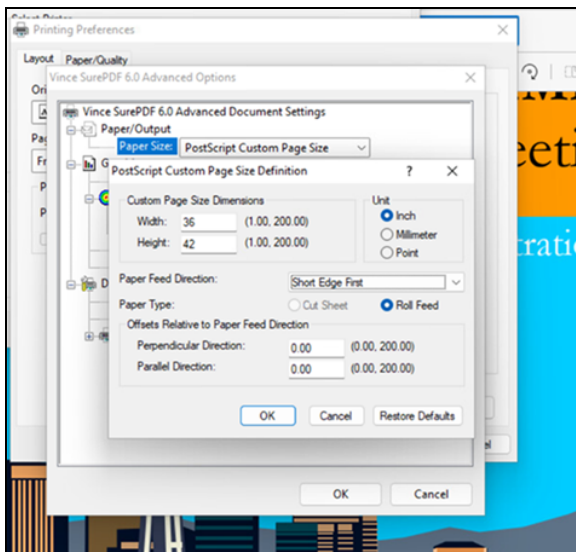 Printing Preferences
Layout Paper/Quality
Vince SurePDF 6.0 Advanced Options
Vince SurePDF 6.0 Advanced Document Settings
Paper/Output
Paper Size: PostScript Custom Page Size
PostScript Custom Page Size Definition ?
Custom Page Size Dimensions Unit
Width: 36 (1.00, 200.00) Inch
Height: 42 (1.00, 200.00) Millimeter
Point
Paper Feed Direction: Short Edge First
Paper Type: Cut Sheet Roll Feed
Offsets Relative to Paper Feed Direction
Perpendicular Direction: 0.00 (0.00, 200.00)
Parallel Direction: 0.00 (0.00, 200.00)
OK Cancel Restore Defaults
OK Cancel